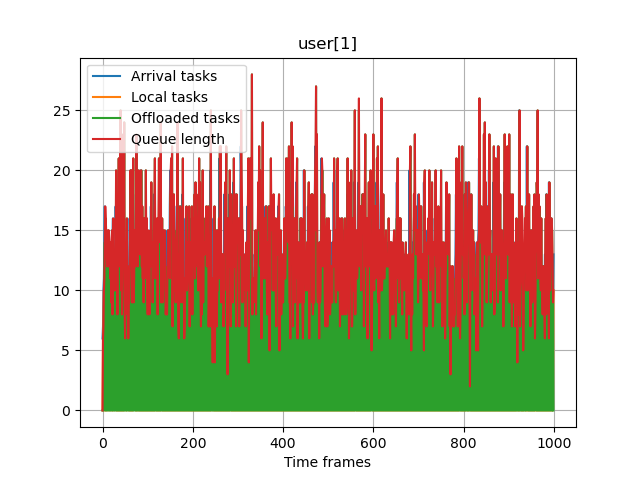 user[1]
Arrival tasks
Local tasks
Offloaded tasks
Queue length
25
20
15
10
5
0
0 200 400 600 800 1000
Time frames